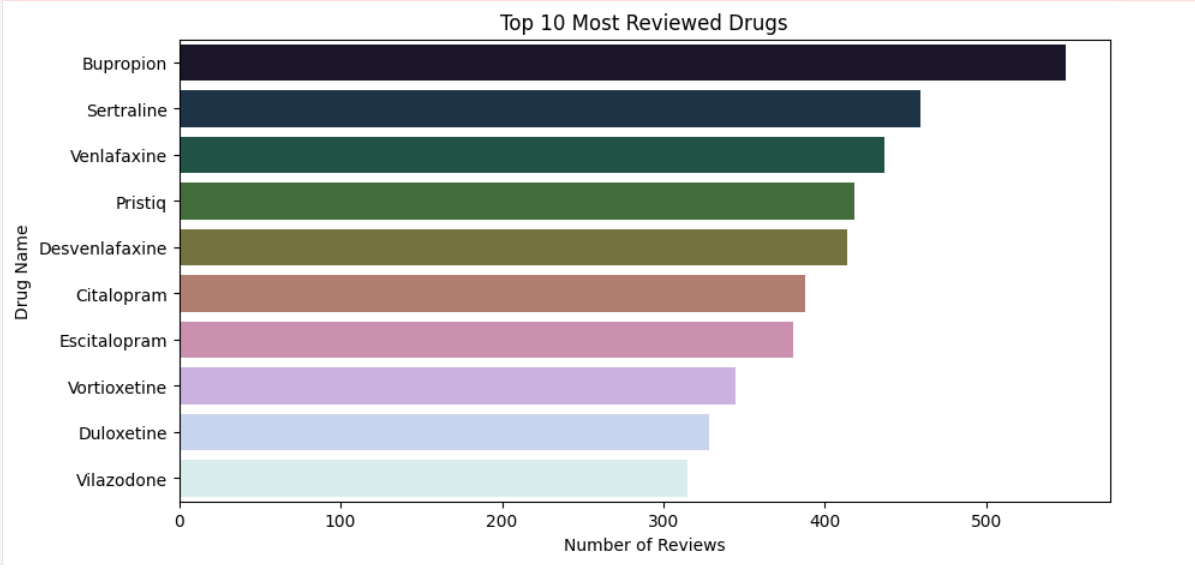 Top 10 Most Reviewed Drugs
Drug Name
Bupropion
Sertraline
Venlafaxine
Pristiq
Desvenlafaxine
Citalopram
Escitalopram
Vortioxetine
Duloxetine
Vilazodone
0 100 200 300 400 500
Number of Reviews